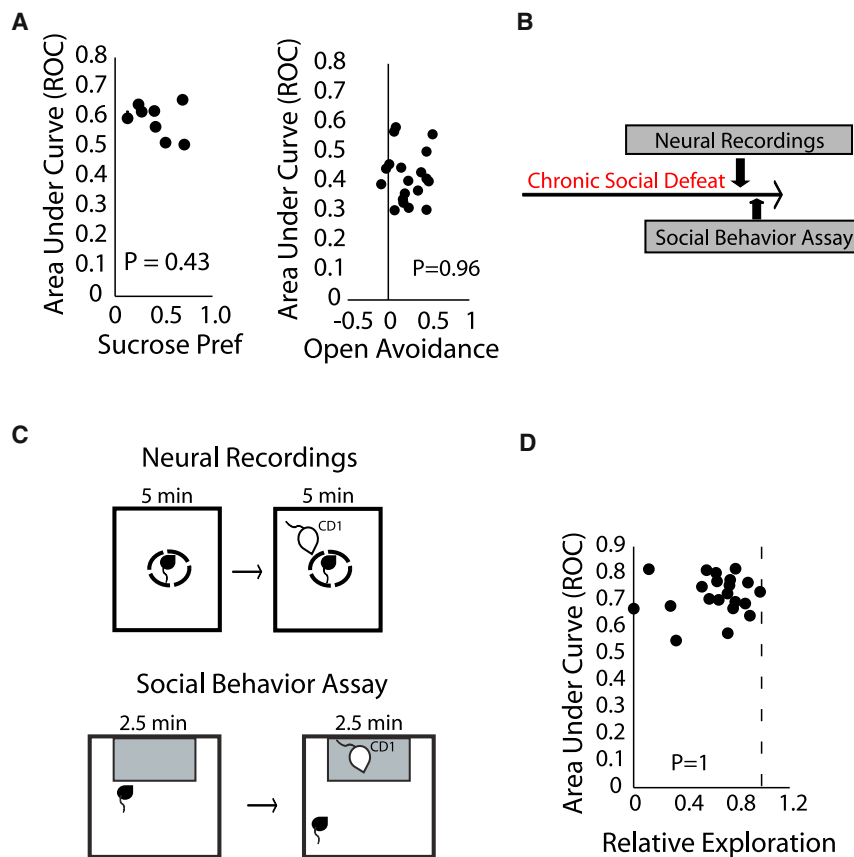 A
Area Under Curve (ROC)
0.8
0.7
0.6
0.5
0.4
0.3
0.2
0.1
0
P = 0.43
0 0.5 1.0
Sucrose Pref
Area Under Curve (ROC)
0.8
0.7
0.6
0.5
0.4
0.3
0.2
0.1
0
P=0.96
-0.5 0 0.5 1
Open Avoidance
B
Neural Recordings
Chronic Social Defeat
Social Behavior Assay
C
Neural Recordings
5 min 5 min
CD1
Social Behavior Assay
2.5 min 2.5 min
CD1
D
Area Under Curve (ROC)
0.9
0.8
0.7
0.6
0.5
0.4
0.3
0.2
0.1
0
P=1
0 0.4 0.8 1.2
Relative Exploration